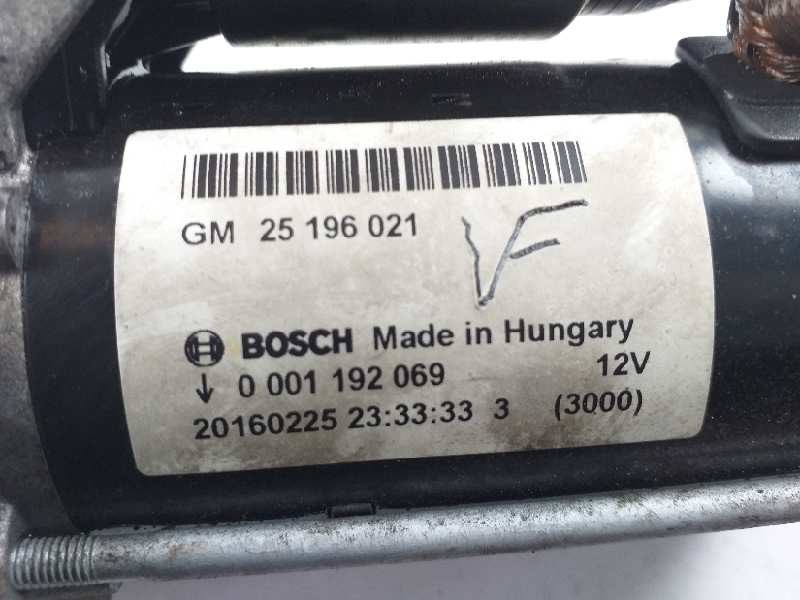 GM 25 196 021
VF
BOSCH Made in Hungary
↓ 0 001 192 069 12V
20160225 23:33:33 3 (3000)